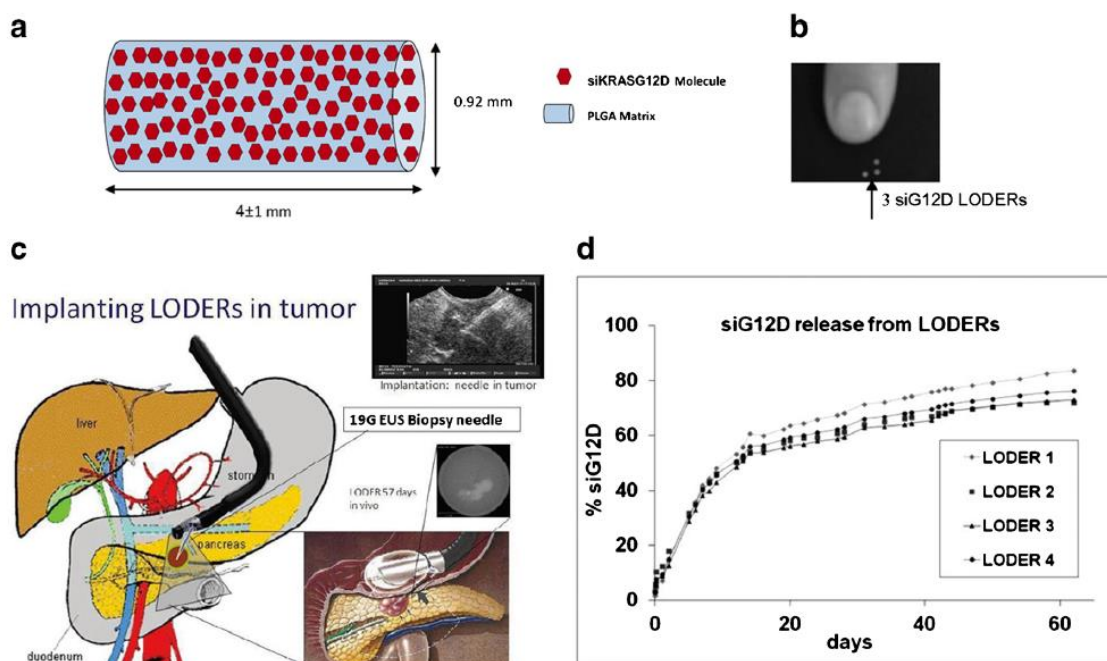 a
siKRASG12D Molecule
PLGA Matrix
0.92 mm
4±1 mm
b
3 siG12D LODERs
c
Implanting LODERs in tumor
Implantation: needle in tumor
19G EUS Biopsy needle
liver
LODER 57 days
in vivo
pancreas
duodenum
d
siG12D release from LODERs
% siG12D
100
80
60
40
20
0
0
20
40
60
days
LODER 1
LODER 2
LODER 3
LODER 4